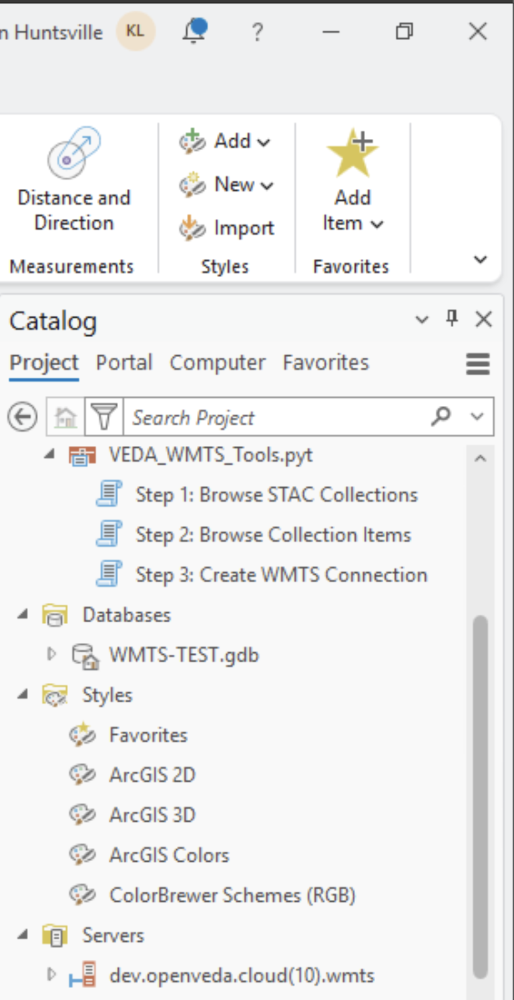 n Huntsville KL ?
Distance and
Direction
Measurements
Add
New
Import
Styles
Add
Item
Favorites
Catalog
Project Portal Computer Favorites
Search Project
VEDA_WMTS_Tools.pyt
Step 1: Browse STAC Collections
Step 2: Browse Collection Items
Step 3: Create WMTS Connection
Databases
WMTS-TEST.gdb
Styles
Favorites
ArcGIS 2D
ArcGIS 3D
ArcGIS Colors
ColorBrewer Schemes (RGB)
Servers
dev.openveda.cloud(10).wmts